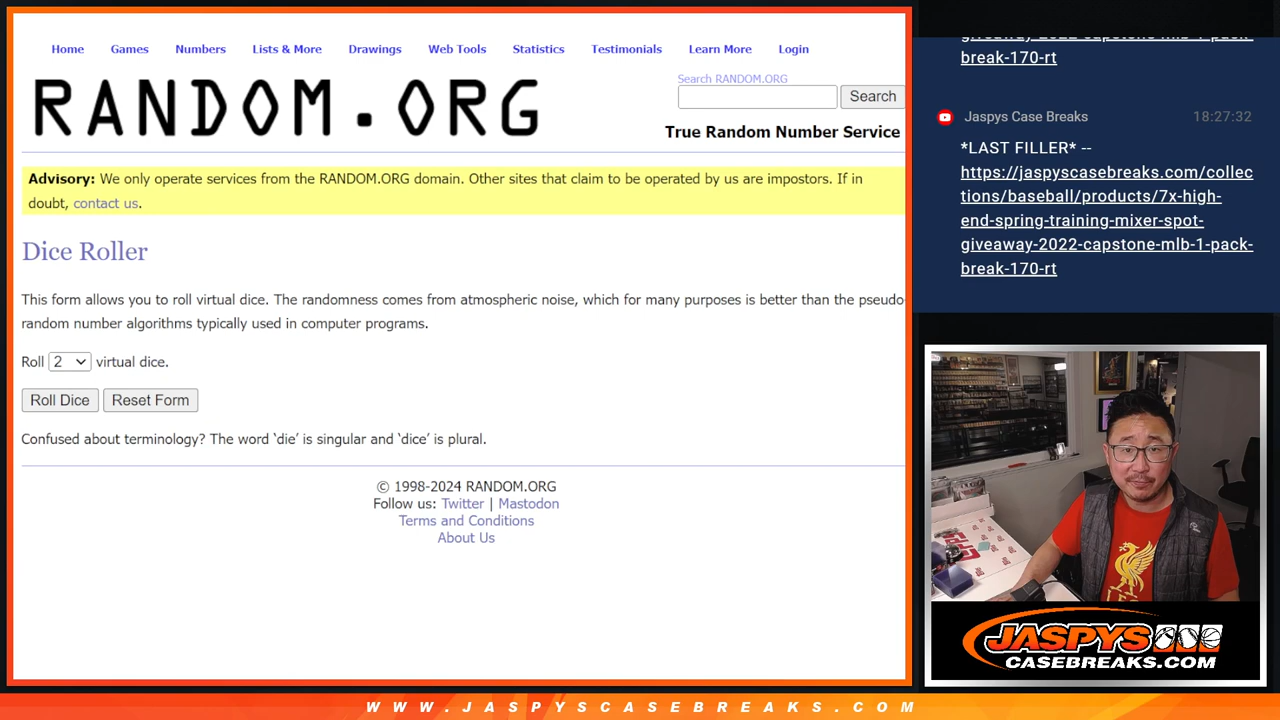 Home Games Numbers Lists & More Drawings Web Tools Statistics Testimonials Learn More Login
RANDOM.ORG
Search RANDOM.ORG
Search
True Random Number Service
Advisory: We only operate services from the RANDOM.ORG domain. Other sites that claim to be operated by us are impostors. If in
doubt, contact us.
Dice Roller
This form allows you to roll virtual dice. The randomness comes from atmospheric noise, which for many purposes is better than the pseudo-
random number algorithms typically used in computer programs.
Roll 2 virtual dice.
Roll Dice Reset Form
Confused about terminology? The word ‘die’ is singular and ‘dice’ is plural.
© 1998-2024 RANDOM.ORG
Follow us: Twitter | Mastodon
Terms and Conditions
About Us
giveaway-2022-capstone-mlb-1-pack-
break-170-rt
Jaspys Case Breaks 18:27:32
*LAST FILLER* --
https://jaspyscasebreaks.com/collec
tions/baseball/products/7x-high-
end-spring-training-mixer-spot-
giveaway-2022-capstone-mlb-1-pack-
break-170-rt
JASPYS
CASEBREAKS.COM
WWW.JASPYSCASEBREAKS.COM